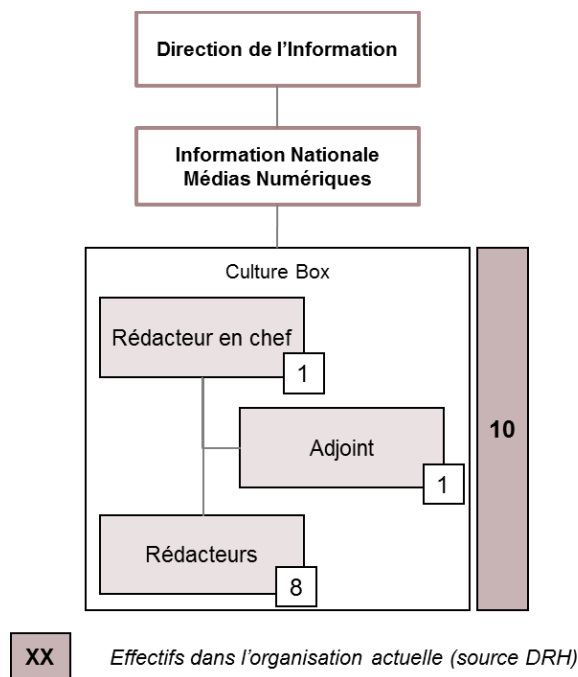 Direction de l'Information
Information Nationale
Médias Numériques
Culture Box
Rédacteur en chef
1
Adjoint
1
10
Rédacteurs
8
XX
Effectifs dans l'organisation actuelle (source DRH)